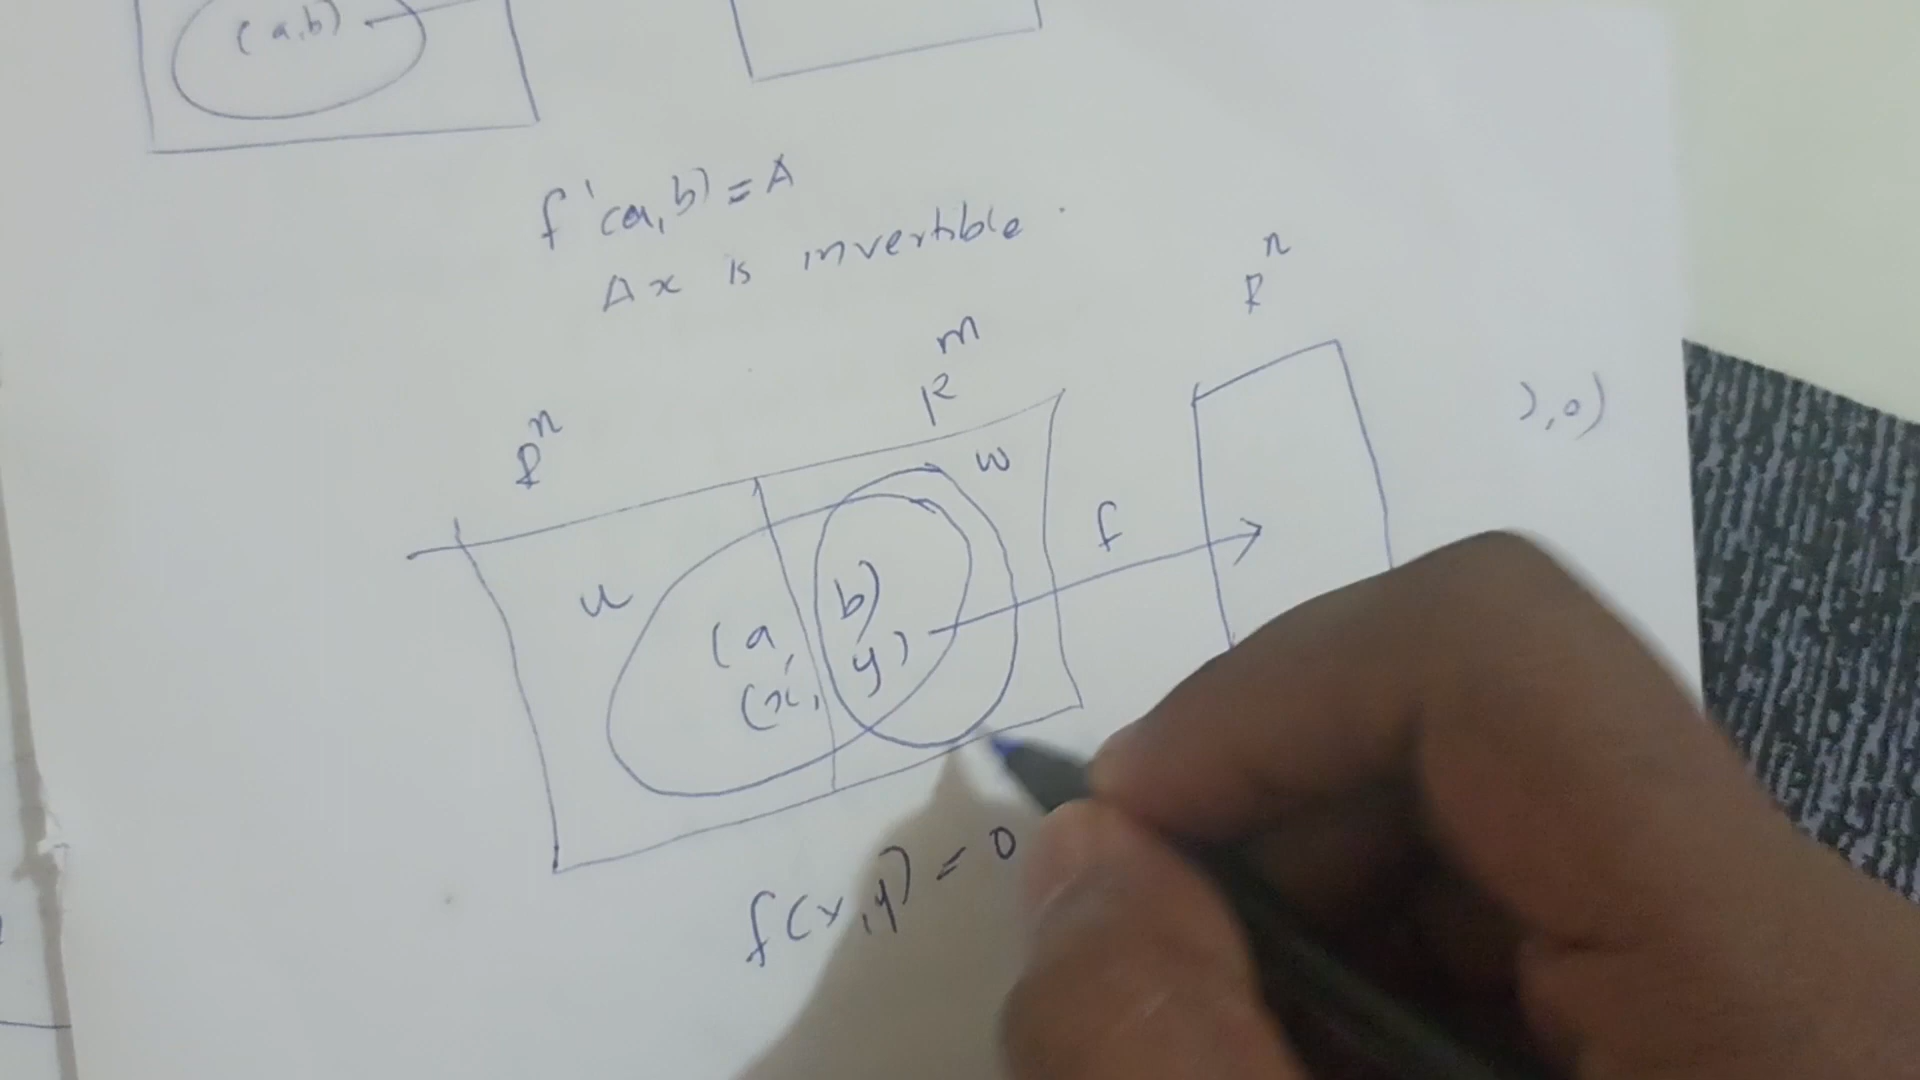 (a,b)
f'(a,b) = A
Ax is invertible.
R^n
R^m
R^n
w
u
f
(a, b)
(x, y)
),0)
f(x,y) = 0